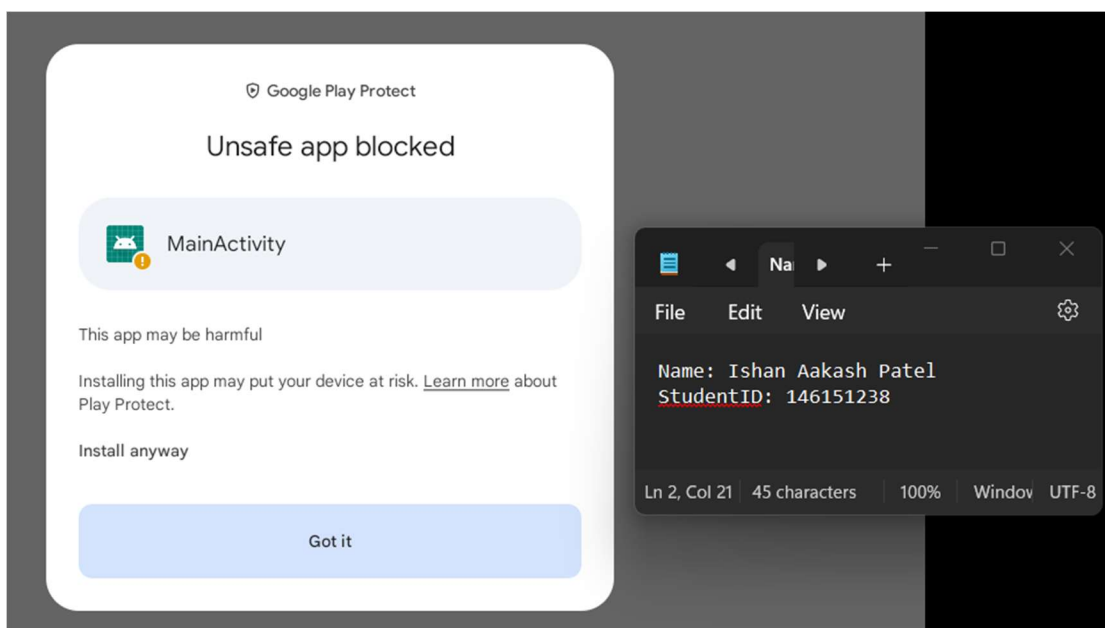 Google Play Protect
Unsafe app blocked
MainActivity
This app may be harmful
Installing this app may put your device at risk. Learn more about
Play Protect.
Install anyway
Got it
Na
File Edit View
Name: Ishan Aakash Patel
StudentID: 146151238
Ln 2, Col 21 45 characters 100% Window UTF-8